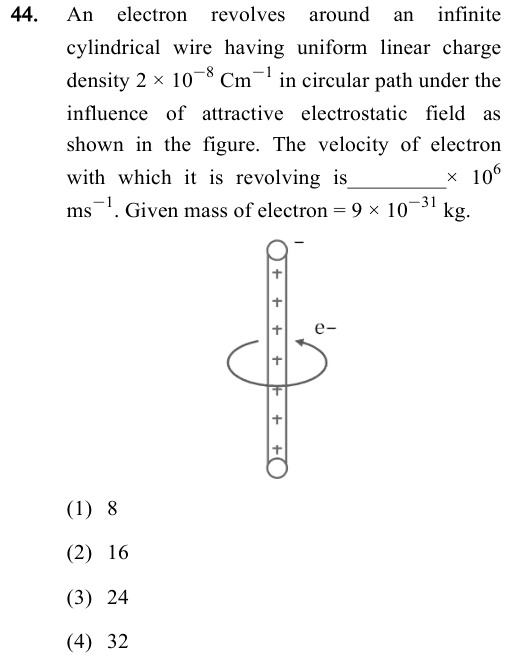 44. An electron revolves around an infinite
cylindrical wire having uniform linear charge
density 2 × 10⁻⁸ Cm⁻¹ in circular path under the
influence of attractive electrostatic field as
shown in the figure. The velocity of electron
with which it is revolving is_________× 10⁶
ms⁻¹. Given mass of electron = 9 × 10⁻³¹ kg.
−
+
+
+ e−
+
+
+
+
(1) 8
(2) 16
(3) 24
(4) 32